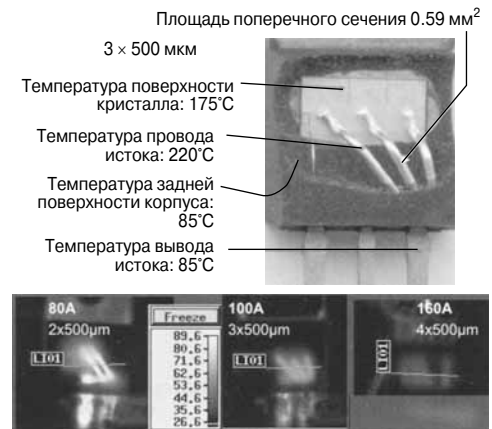 Площадь поперечного сечения 0.59 мм²
3 × 500 мкм
Температура поверхности
кристалла: 175°C
Температура провода
истока: 220°C
Температура задней
поверхности корпуса:
85°C
Температура вывода
истока: 85°C
80A
2x500µm
LI01
Freeze
89,6
80,6
71,6
62,6
53,6
44,6
35,6
26,6
100A
3x500µm
LI01
160A
4x500µm
LI01